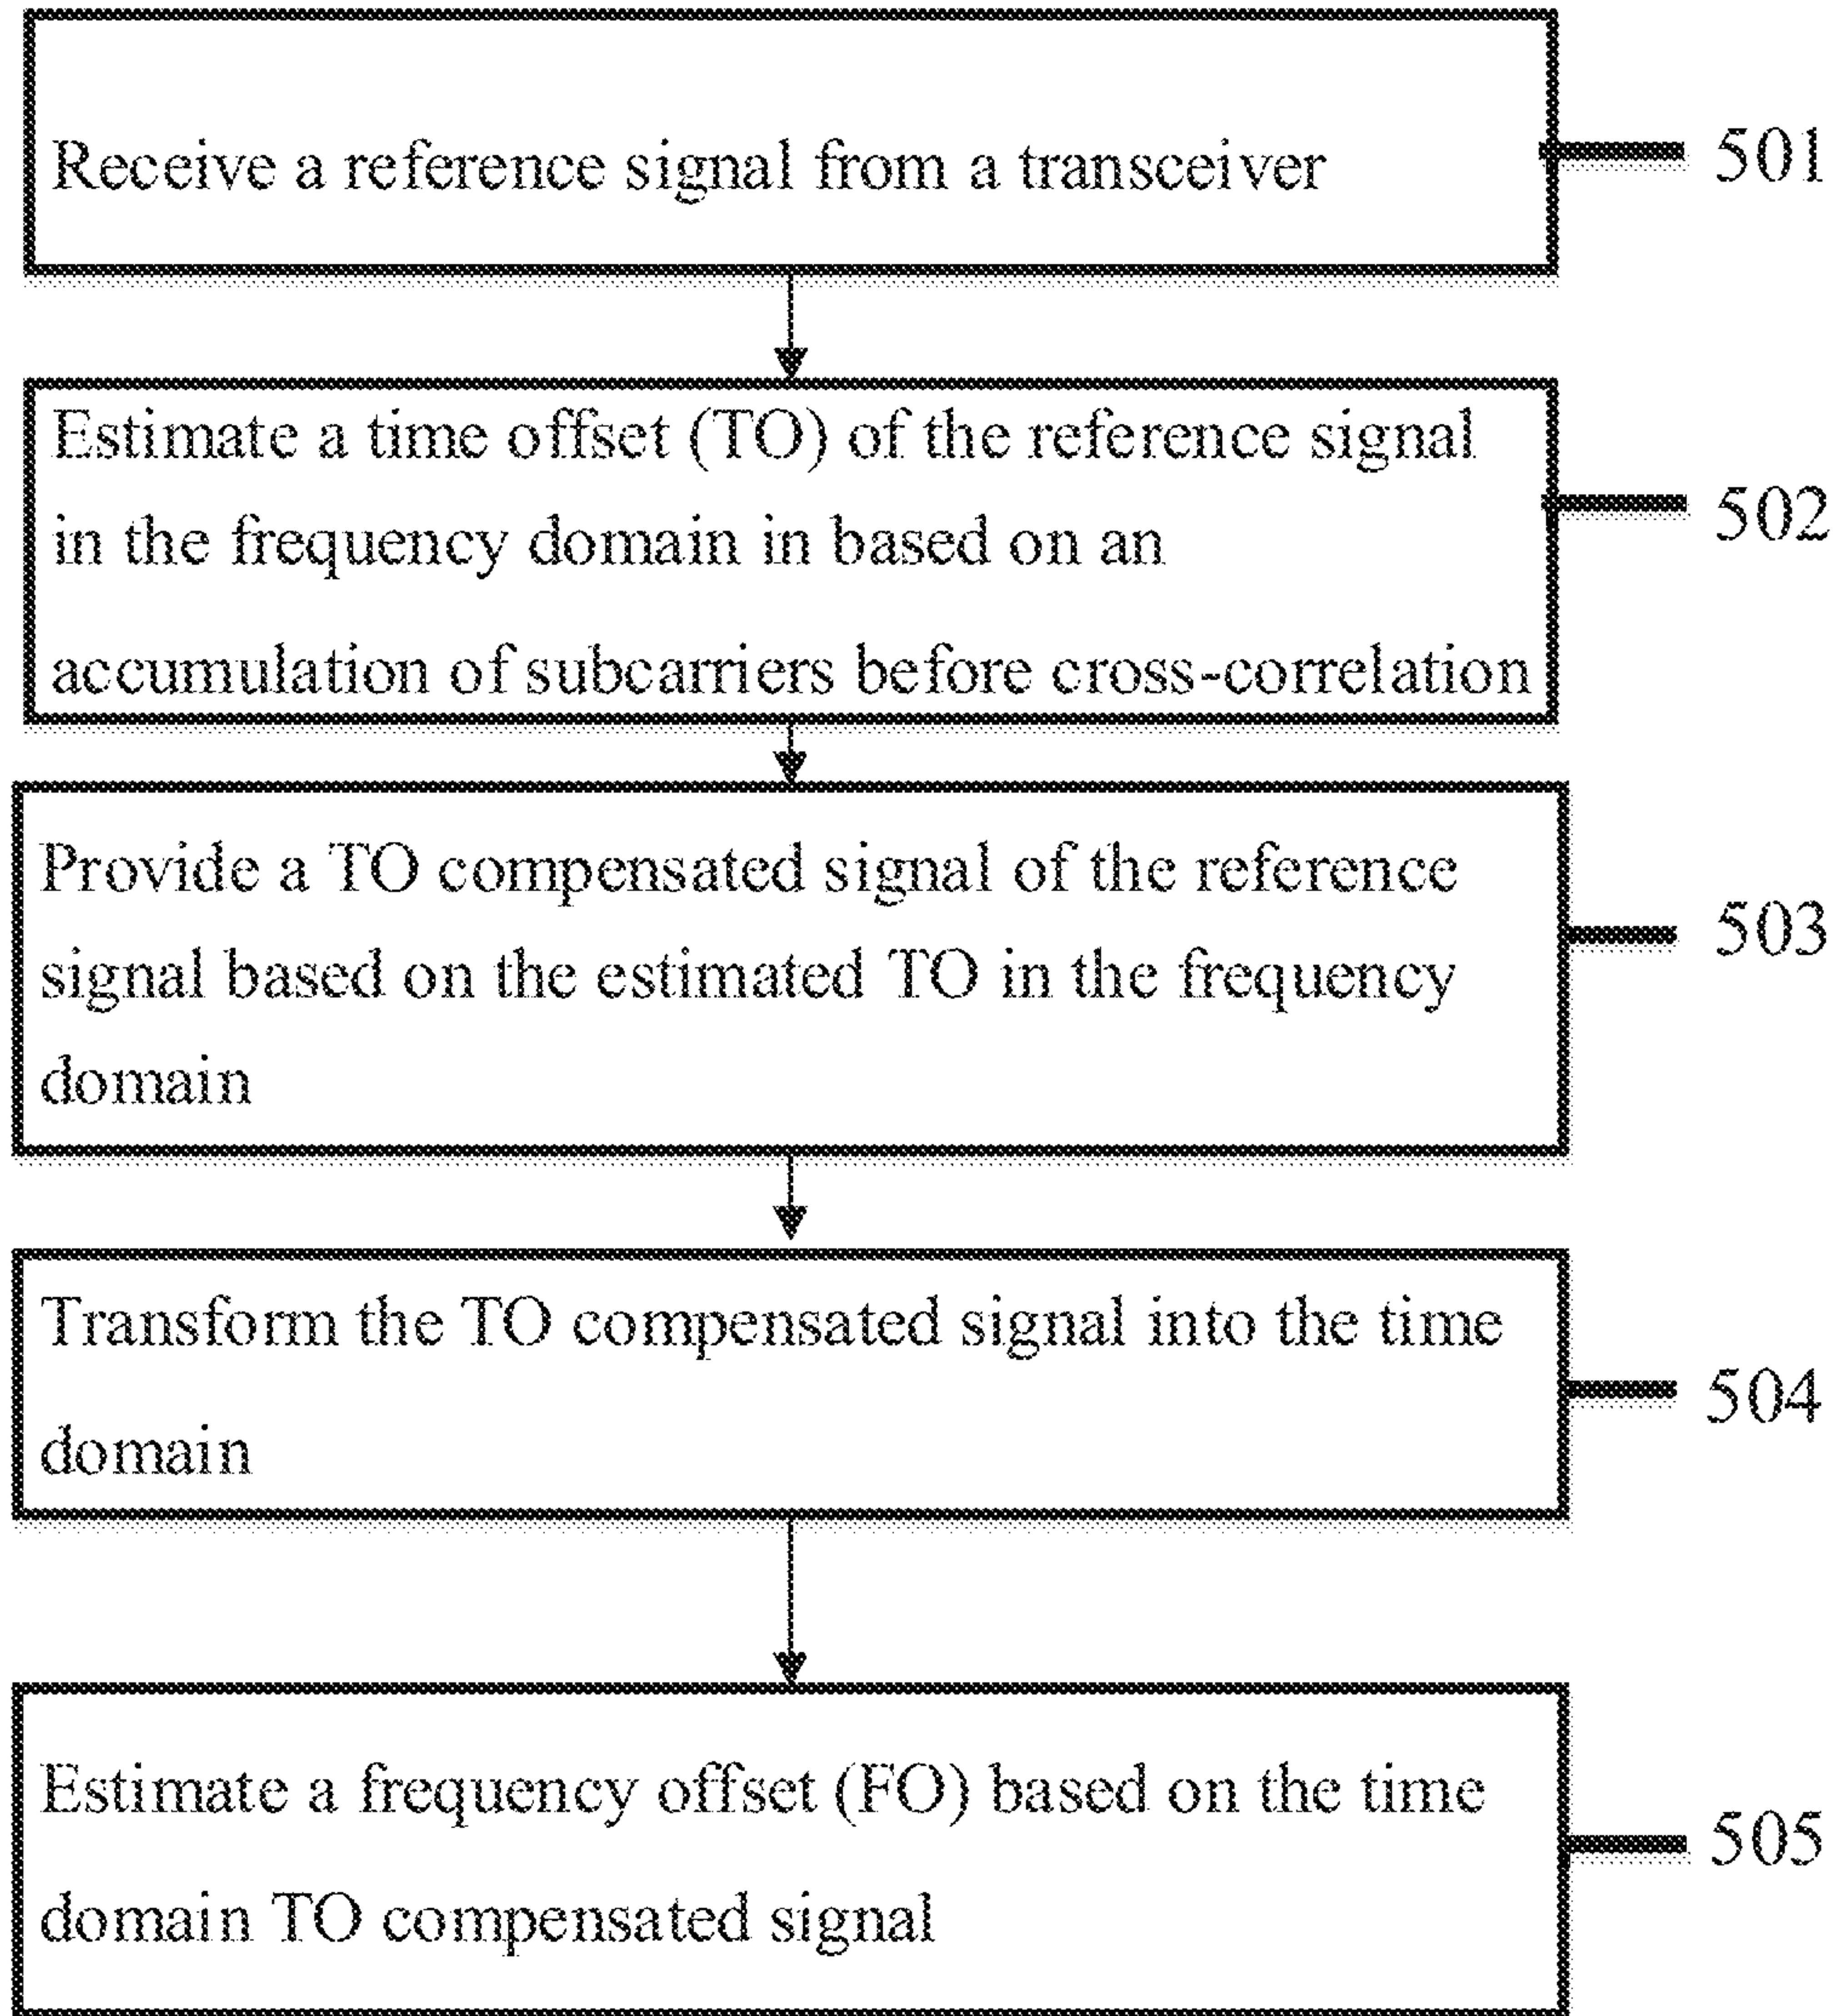 Receive a reference signal from a transceiver
501
Estimate a time offset (TO) of the reference signal
in the frequency domain in based on an
accumulation of subcarriers before cross-correlation
502
Provide a TO compensated signal of the reference
signal based on the estimated TO in the frequency
domain
503
Transform the TO compensated signal into the time
domain
504
Estimate a frequency offset (FO) based on the time
domain TO compensated signal
505